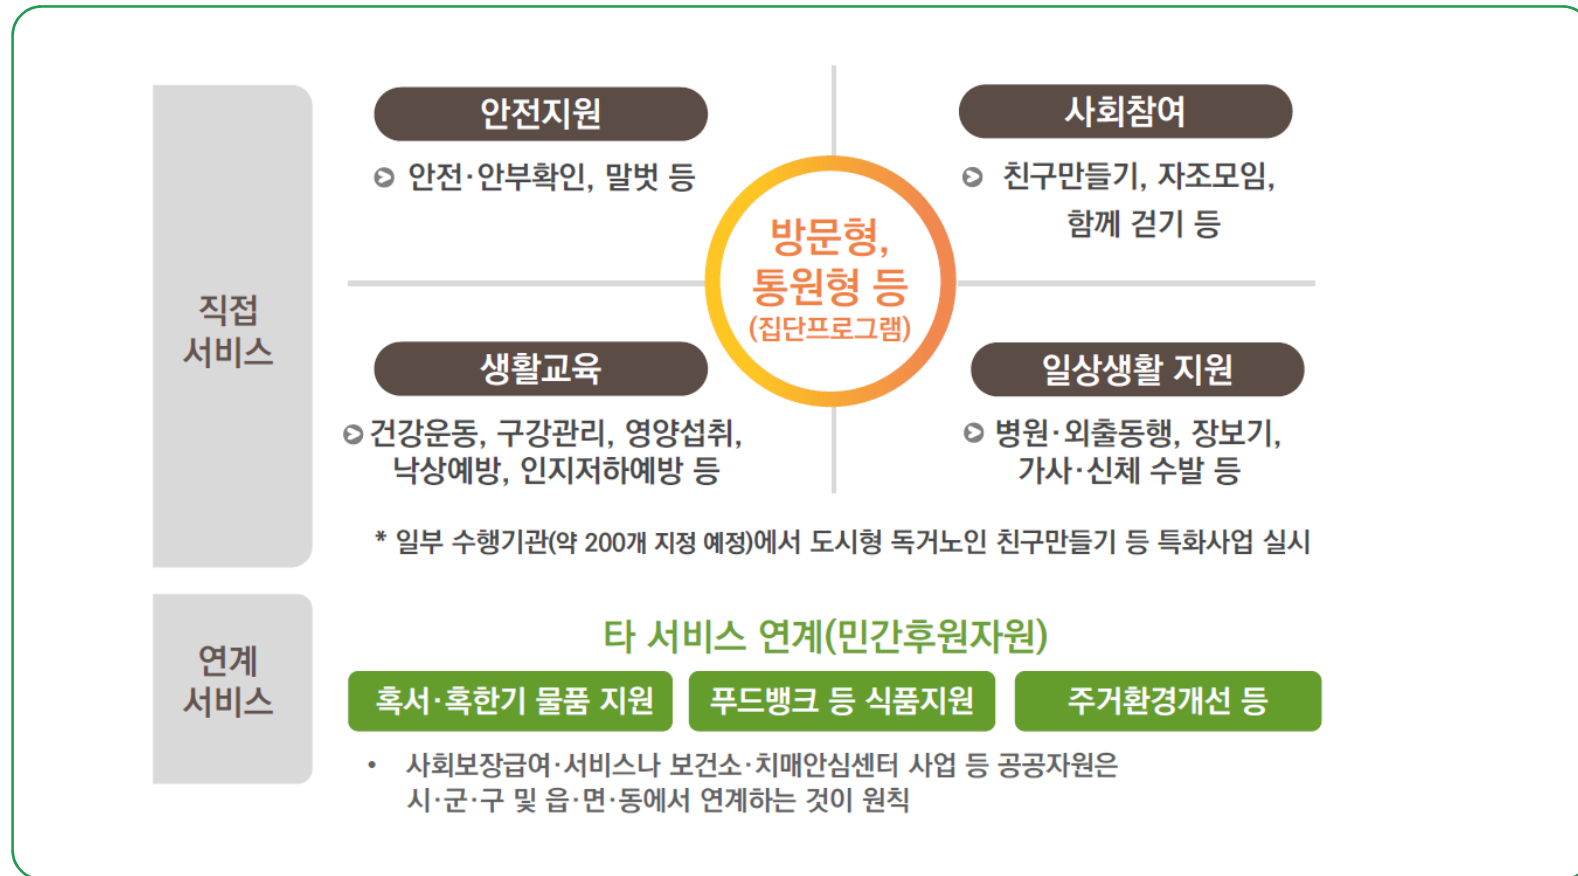 직접
서비스
안전지원
안전·안부확인, 말벗 등
사회참여
친구만들기, 자조모임,
함께 걷기 등
방문형,
통원형 등
(집단프로그램)
생활교육
건강운동, 구강관리, 영양섭취,
낙상예방, 인지저하예방 등
일상생활 지원
병원·외출동행, 장보기,
가사·신체 수발 등
* 일부 수행기관(약 200개 지정 예정)에서 도시형 독거노인 친구만들기 등 특화사업 실시
연계
서비스
타 서비스 연계(민간후원자원)
혹서·혹한기 물품 지원
푸드뱅크 등 식품지원
주거환경개선 등
• 사회보장급여·서비스나 보건소·치매안심센터 사업 등 공공자원은
시·군·구 및 읍·면·동에서 연계하는 것이 원칙